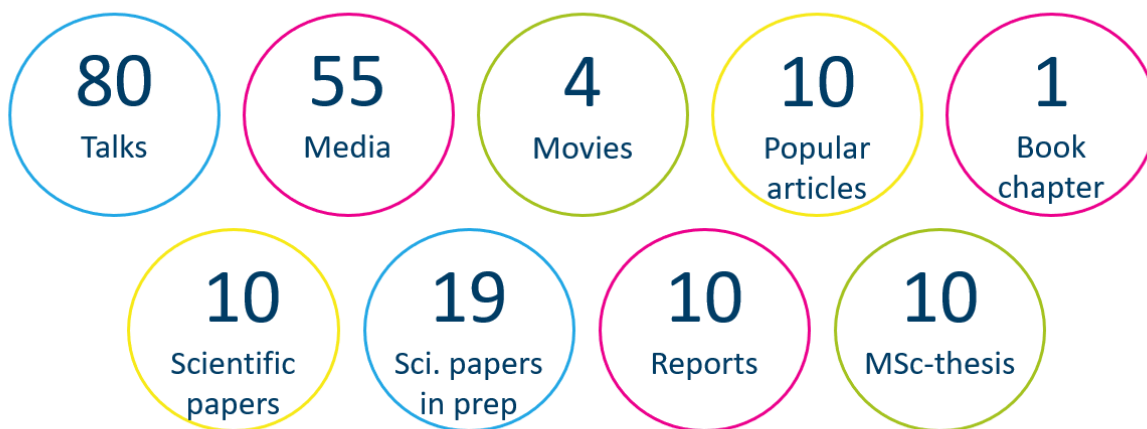 80
Talks
55
Media
4
Movies
10
Popular
articles
1
Book
chapter
10
Scientific
papers
19
Sci. papers
in prep
10
Reports
10
MSc-thesis